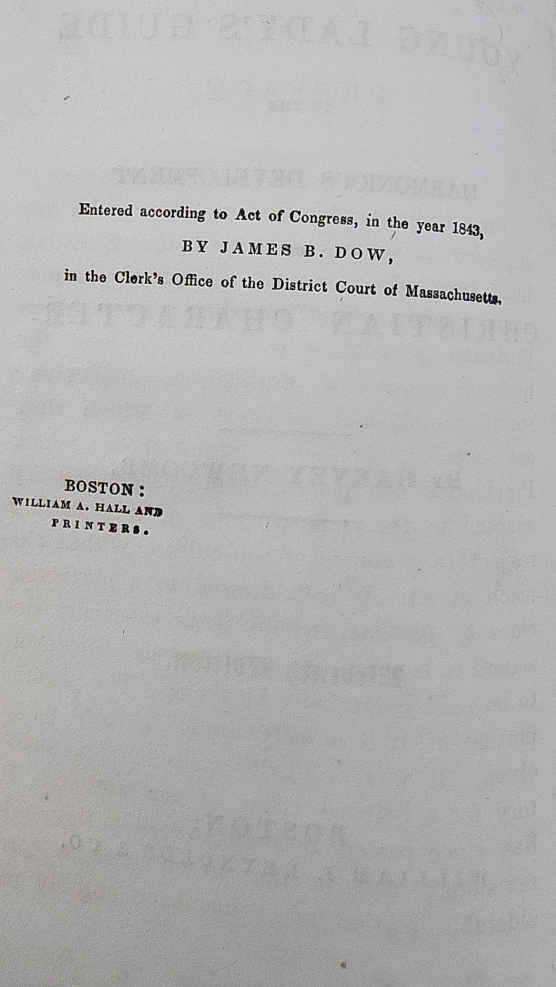 Entered according to Act of Congress, in the year 1843,
BY JAMES B. DOW,
in the Clerk's Office of the District Court of Massachusetts.
BOSTON:
WILLIAM A. HALL AND
PRINTERS.